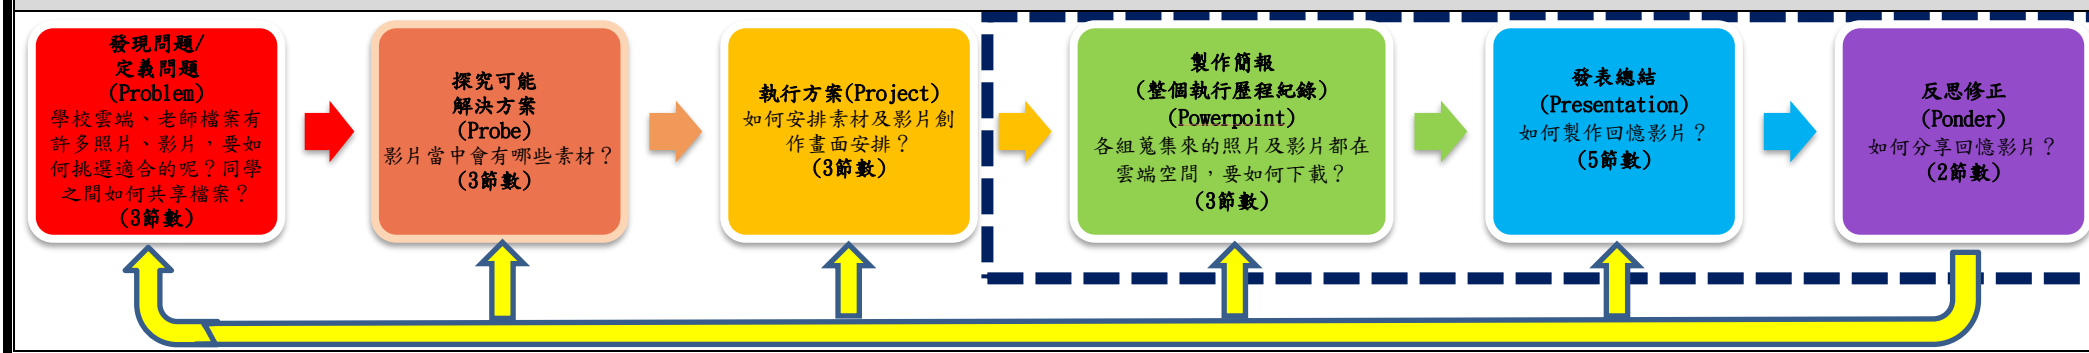 發現問題/
定義問題
(Problem)
學校雲端、老師檔案有
許多照片、影片，要如
何挑選適合的呢？同學
之間如何共享檔案？
(3節數)
探究可能
解決方案
(Probe)
影片當中會有哪些素材？
(3節數)
執行方案(Project)
如何安排素材及影片創
作畫面安排？
(3節數)
製作簡報
(整個執行歷程紀錄)
(Powerpoint)
各組蒐集來的照片及影片都在
雲端空間，要如何下載？
(3節數)
發表總結
(Presentation)
如何製作回憶影片？
(5節數)
反思修正
(Ponder)
如何分享回憶影片？
(2節數)